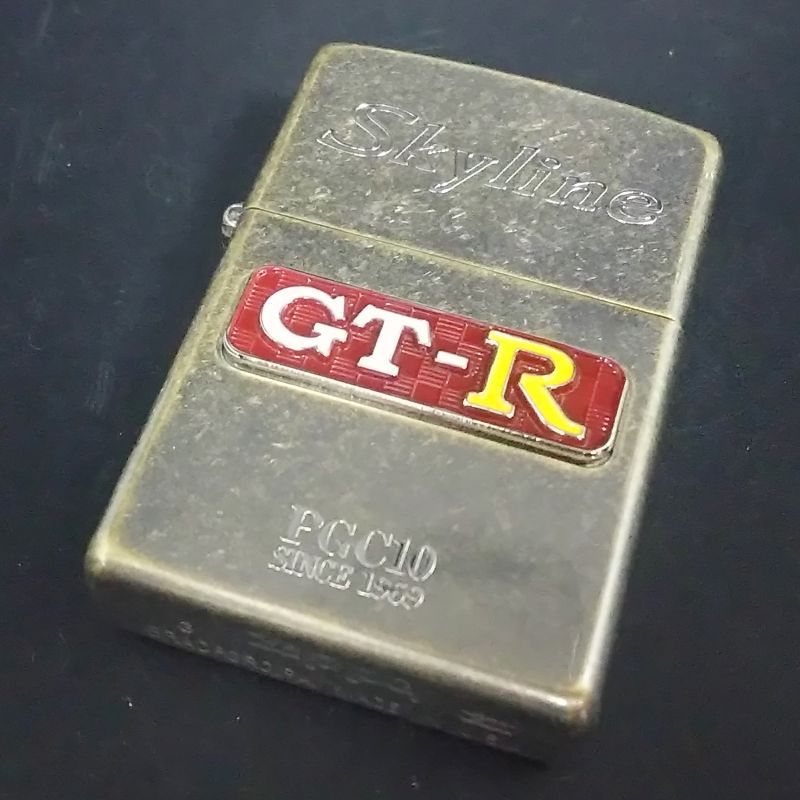 Skyline
GT-R
PGC10
SINCE 1969